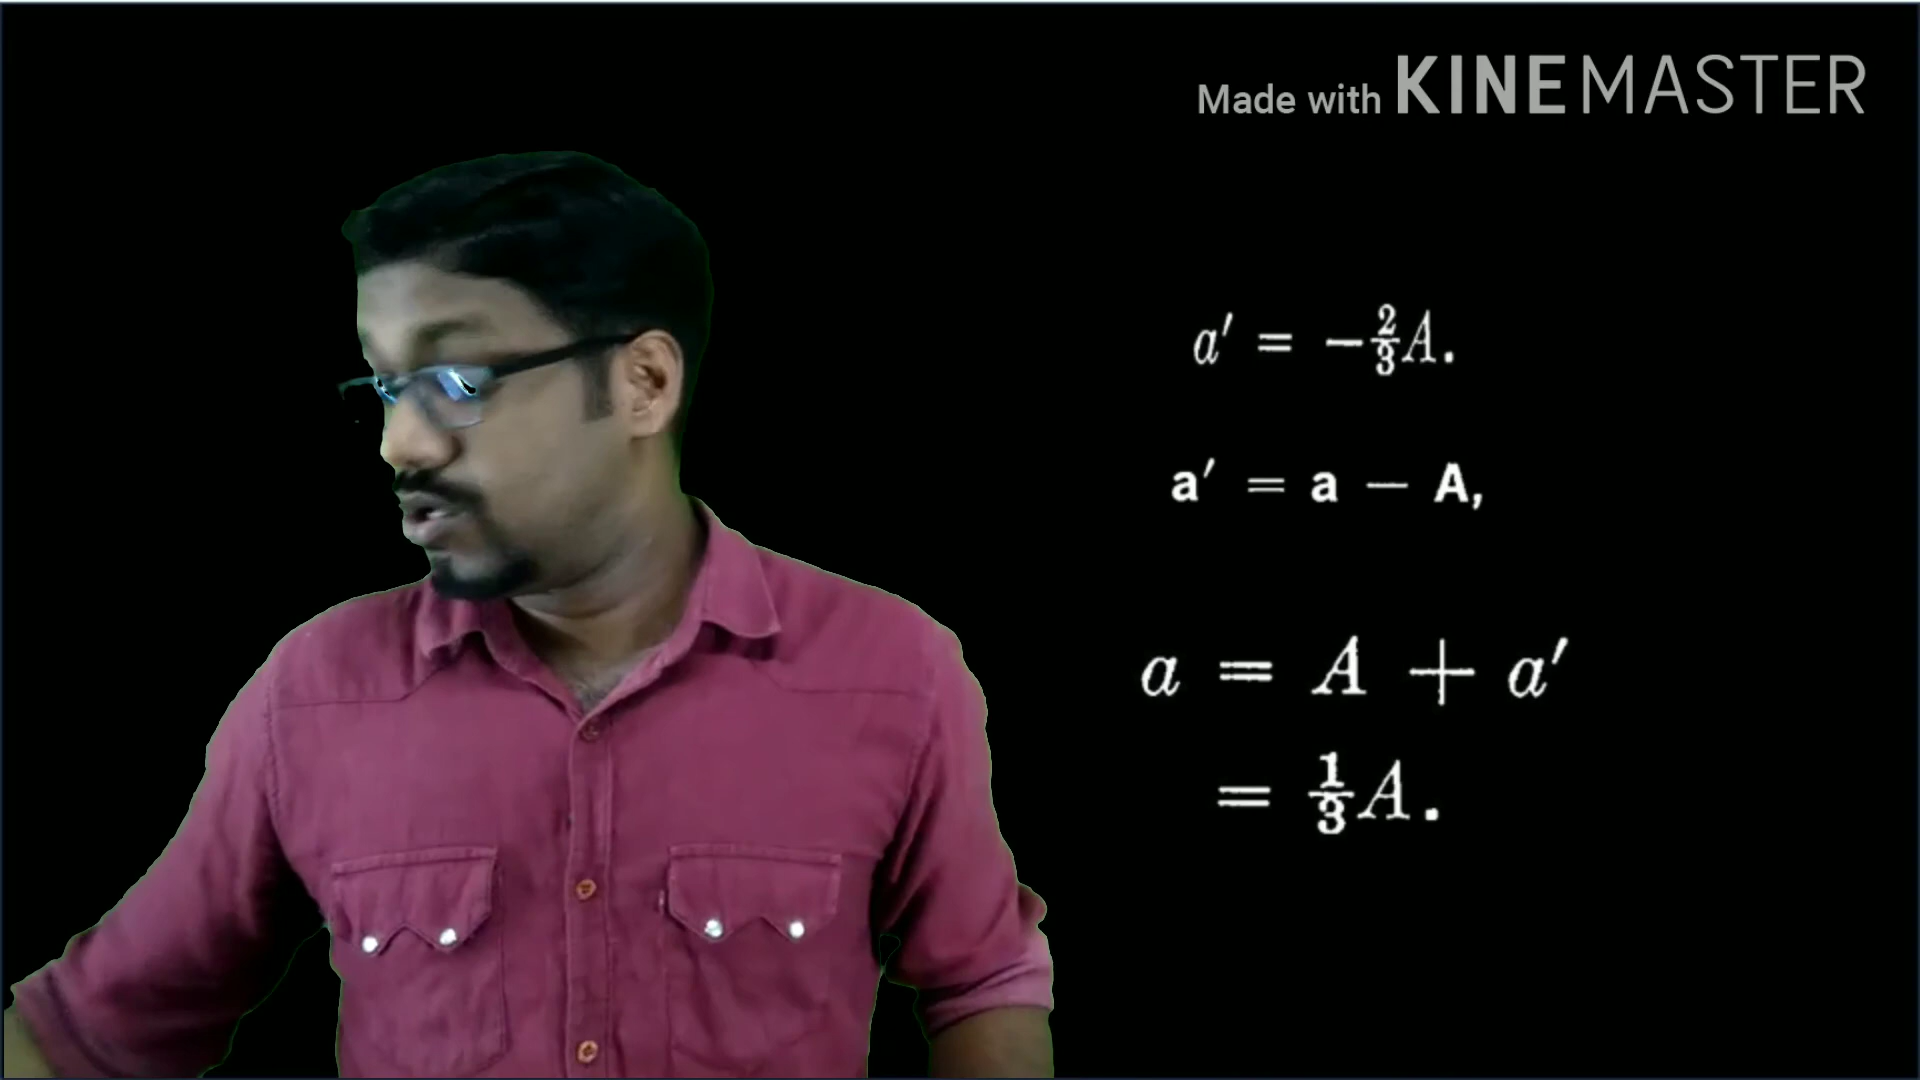 Made with KINEMASTER
a′ = −⅔A.
a′ = a − A,
a = A + a′
= ⅓A.